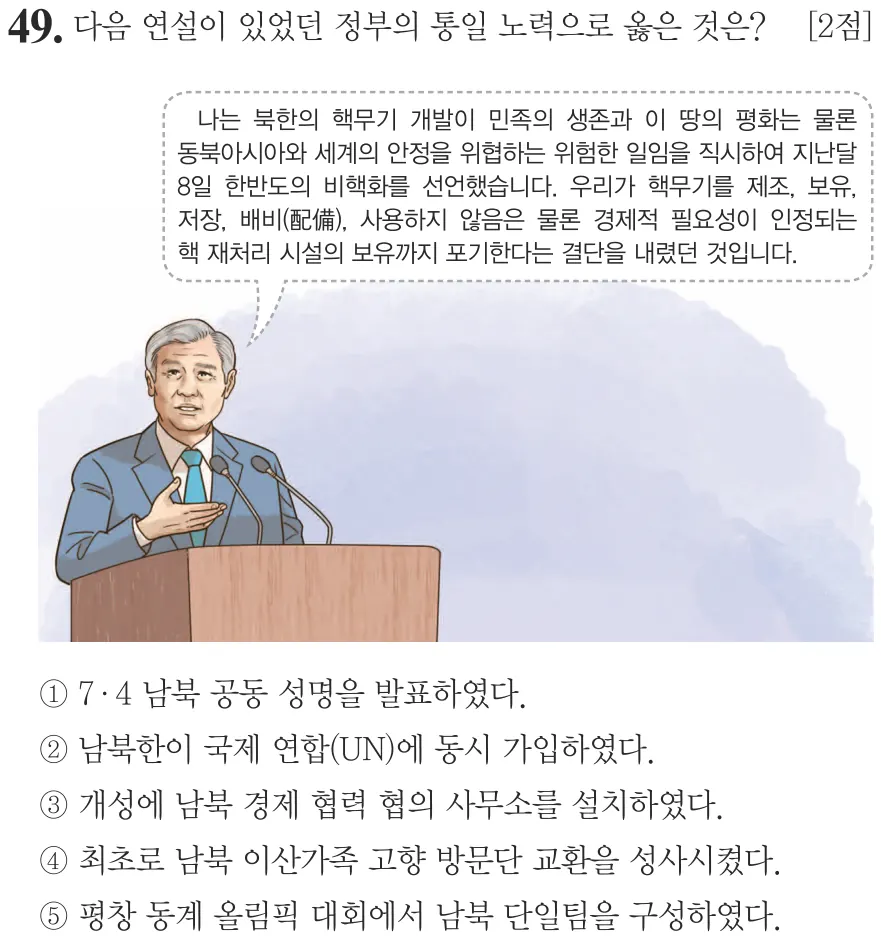 49. 다음 연설이 있었던 정부의 통일 노력으로 옳은 것은? [2점]
나는 북한의 핵무기 개발이 민족의 생존과 이 땅의 평화는 물론
동북아시아와 세계의 안정을 위협하는 위험한 일임을 직시하여 지난달
8일 한반도의 비핵화를 선언했습니다. 우리가 핵무기를 제조, 보유,
저장, 배비(配備), 사용하지 않음은 물론 경제적 필요성이 인정되는
핵 재처리 시설의 보유까지 포기한다는 결단을 내렸던 것입니다.
① 7·4 남북 공동 성명을 발표하였다.
② 남북한이 국제 연합(UN)에 동시 가입하였다.
③ 개성에 남북 경제 협력 협의 사무소를 설치하였다.
④ 최초로 남북 이산가족 고향 방문단 교환을 성사시켰다.
⑤ 평창 동계 올림픽 대회에서 남북 단일팀을 구성하였다.